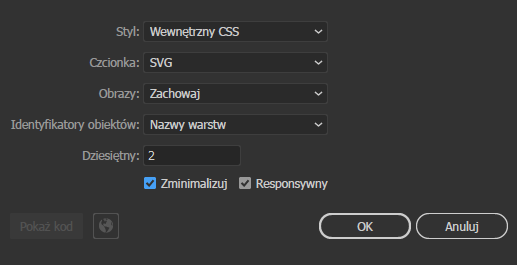 Styl: Wewnętrzny CSS
Czcionka: SVG
Obrazy: Zachowaj
Identyfikatory obiektów: Nazwy warstw
Dziesiętny: 2
Zminimalizuj Responsywny
Pokaż kod OK Anuluj